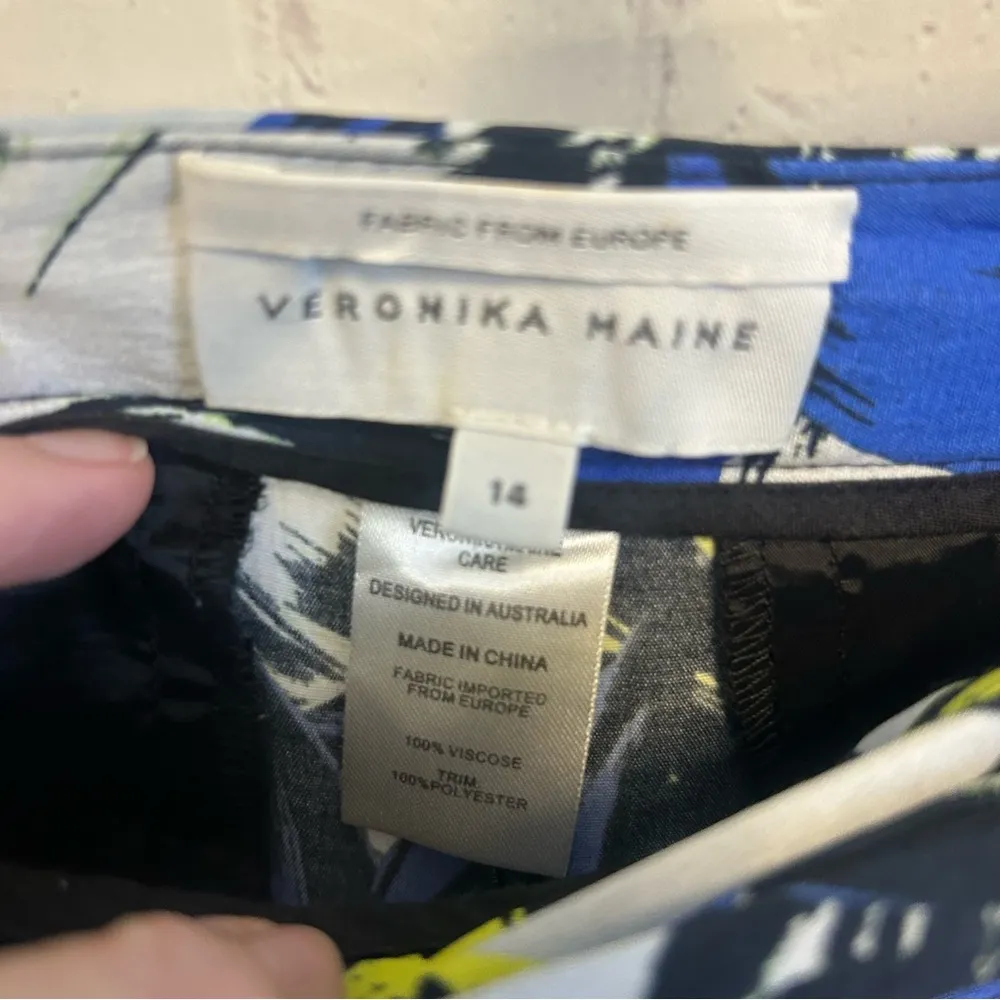 FABRIC FROM EUROPE
VERONIKA MAINE
14
CARE
DESIGNED IN AUSTRALIA
MADE IN CHINA
FABRIC IMPORTED
FROM EUROPE
100% VISCOSE
TRIM
100%POLYESTER